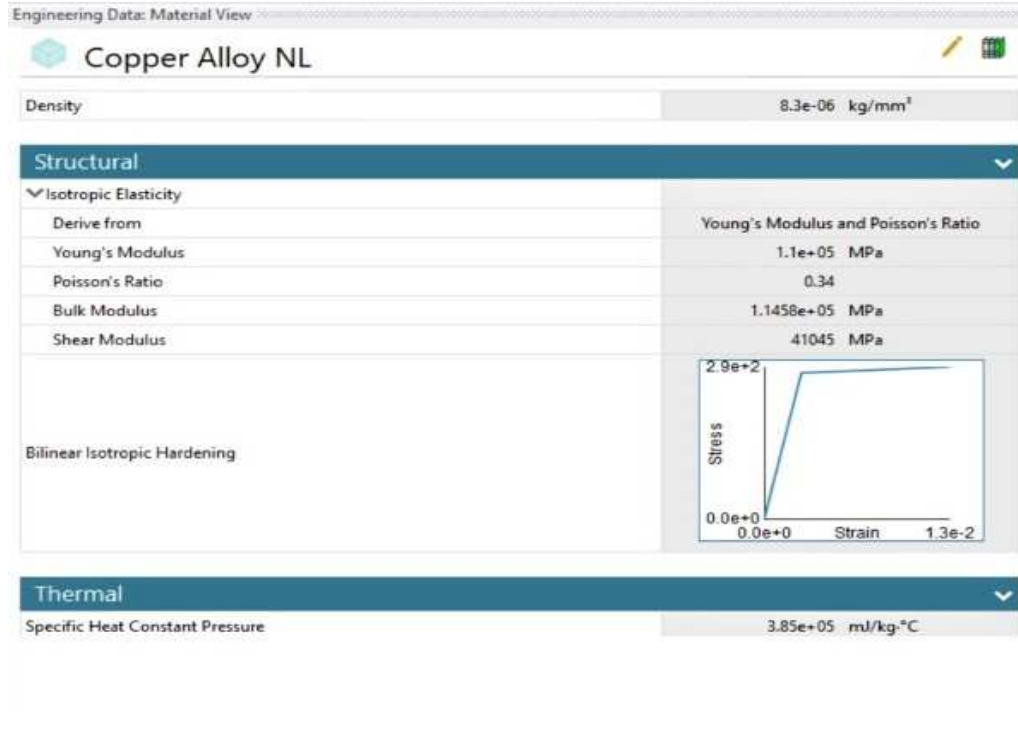 Engineering Data: Material View
Copper Alloy NL
Density 8.3e-06 kg/mm³
Structural
Isotropic Elasticity
Derive from Young's Modulus and Poisson's Ratio
Young's Modulus 1.1e+05 MPa
Poisson's Ratio 0.34
Bulk Modulus 1.1458e+05 MPa
Shear Modulus 41045 MPa
Bilinear Isotropic Hardening
2.9e+2
Stress
0.0e+0
0.0e+0 Strain 1.3e-2
Thermal
Specific Heat Constant Pressure 3.85e+05 mJ/kg·°C